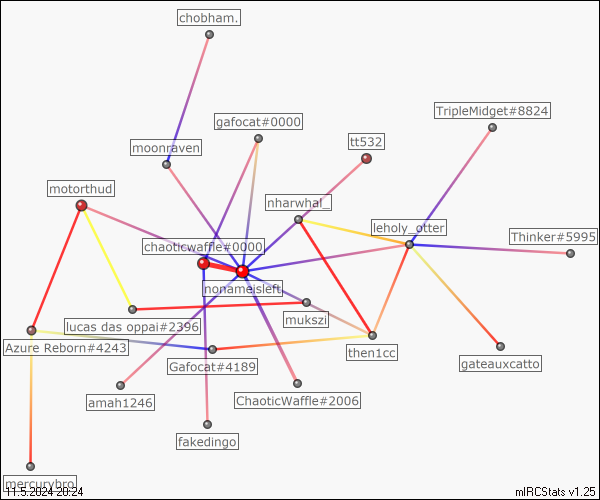 chobham.
TripleMidget#8824
gafocat#0000
tt532
moonraven
motorthud
nharwhal_
leholy_otter
Thinker#5995
chaoticwaffle#0000
nonameisleft
mukszi
lucas das oppai#2396
Azure Reborn#4243
then1cc
Gafocat#4189
gateauxcatto
amah1246
ChaoticWaffle#2006
fakedingo
mercurybro
11.5.2024 20:24
mIRCStats v1.25